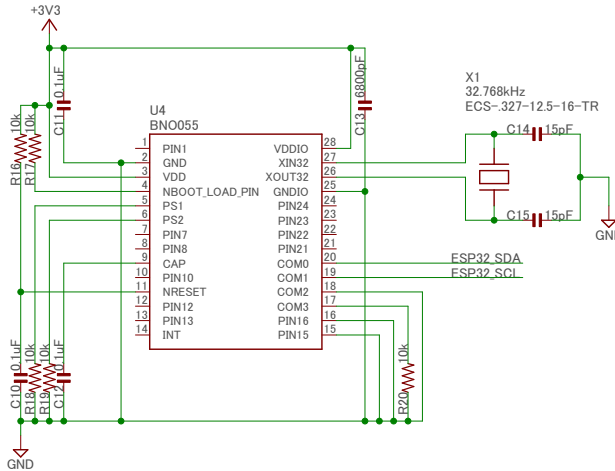 +3V3
C11
0.1uF
C13
6800pF
X1
32.768kHz
ECS-.327-12.5-16-TR
C14
15pF
C15
15pF
GND
R16
10k
R17
10k
U4
BNO055
1 PIN1
2 GND
3 VDD
4 NBOOT_LOAD_PIN
5 PS1
6 PS2
7 PIN7
8 PIN8
9 CAP
10 PIN10
11 NRESET
12 PIN12
13 PIN13
14 INT
VDDIO 28
XIN32 27
XOUT32 26
GNDIO 25
PIN24 24
PIN23 23
PIN22 22
PIN21 21
COM0 20
COM1 19
COM2 18
COM3 17
PIN16 16
PIN15 15
ESP32_SDA
ESP32_SCL
C10
0.1uF
R18
10k
R19
10k
C12
0.1uF
R20
10k
GND